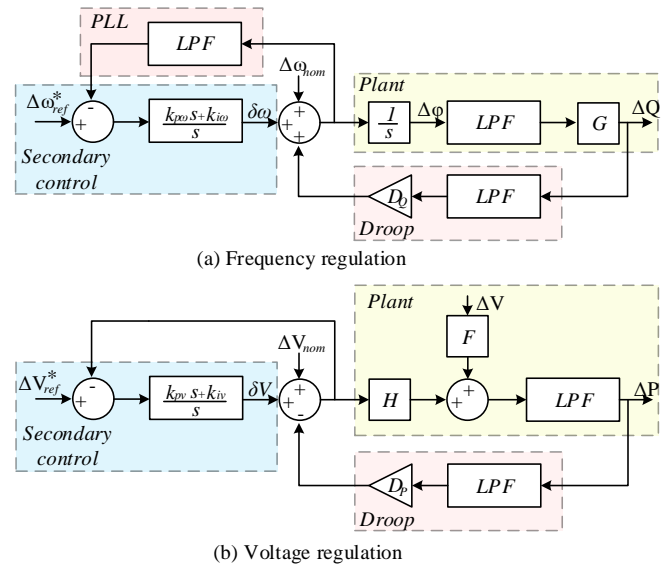 PLL
LPF
Δω_nom
Δω*_ref
-
+
k_pω s+k_iω
s
δω
+
+
+
Secondary
control
Plant
1
s
Δφ
LPF
G
ΔQ
D_Q
LPF
Droop
(a) Frequency regulation
Plant
ΔV
F
ΔV_nom
ΔV*_ref
-
+
k_pv s+k_iv
s
δV
+
+
-
Secondary
control
H
+
+
LPF
ΔP
D_P
LPF
Droop
(b) Voltage regulation